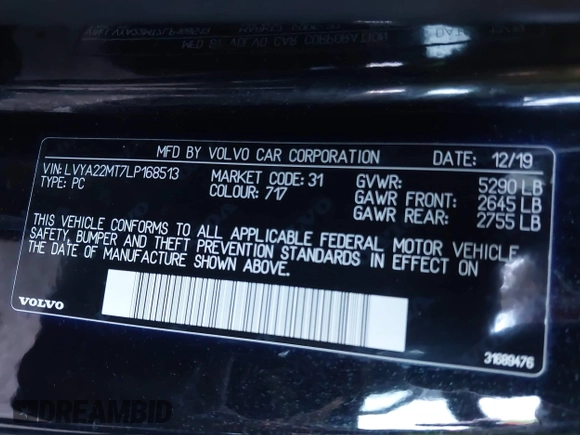 MFD BY VOLVO CAR CORPORATION DATE: 12/19
VIN: LVYA22MT7LP168513 MARKET CODE: 31 GVWR: 5290 LB
TYPE: PC COLOUR: 717 GAWR FRONT: 2645 LB
GAWR REAR: 2755 LB
THIS VEHICLE CONFORMS TO ALL APPLICABLE FEDERAL MOTOR VEHICLE
SAFETY, BUMPER AND THEFT PREVENTION STANDARDS IN EFFECT ON
THE DATE OF MANUFACTURE SHOWN ABOVE.
VOLVO
31689476
DREAMBID